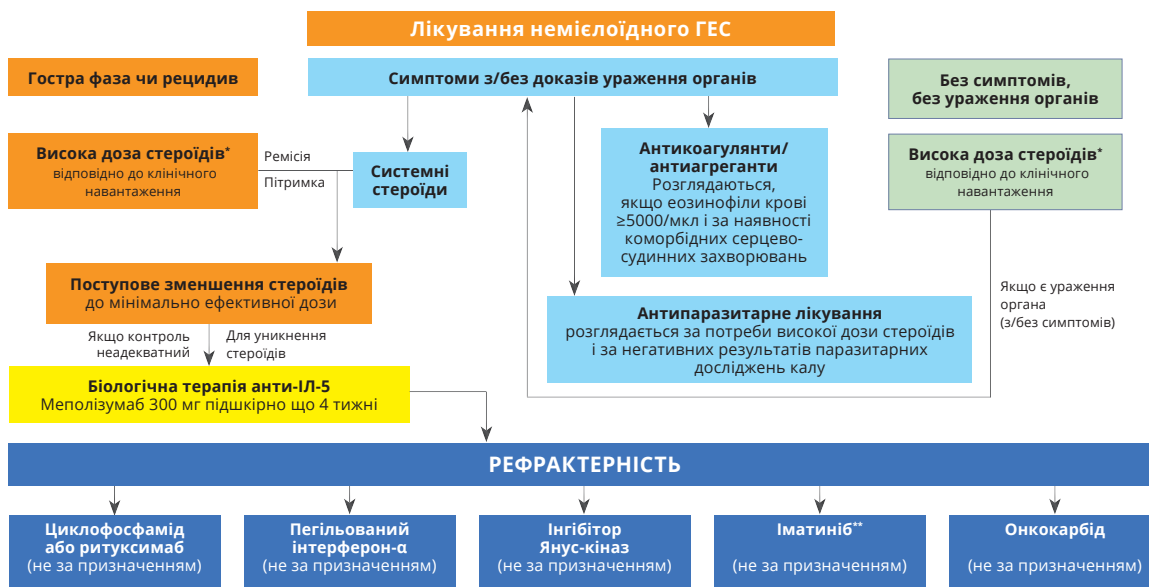 Лікування немієлоїдного ГЕС
Гостра фаза чи рецидив
Симптоми з/без доказів ураження органів
Без симптомів,
без ураження органів
Висока доза стероїдів*
відповідно до клінічного
навантаження
Ремісія
Пітримка
Системні
стероїди
Антикоагулянти/
антиагреганти
Розглядаються,
якщо еозинофіли крові
≥5000/мкл і за наявності
коморбідних серцево-
судинних захворювань
Висока доза стероїдів*
відповідно до клінічного
навантаження
Поступове зменшення стероїдів
до мінімально ефективної дози
Антипаразитарне лікування
розглядається за потреби високої дози стероїдів
і за негативних результатів паразитарних
досліджень калу
Якщо є ураження
органа
(з/без симптомів)
Якщо контроль
неадекватний
Для уникнення
стероїдів
Біологічна терапія анти-ІЛ-5
Меполізумаб 300 мг підшкірно що 4 тижні
РЕФРАКТЕРНІСТЬ
Циклофосфамід
або ритуксимаб
(не за призначенням)
Пегільований
інтерферон-α
(не за призначенням)
Інгібітор
Янус-кіназ
(не за призначенням)
Іматиніб**
(не за призначенням)
Онкокарбід
(не за призначенням)